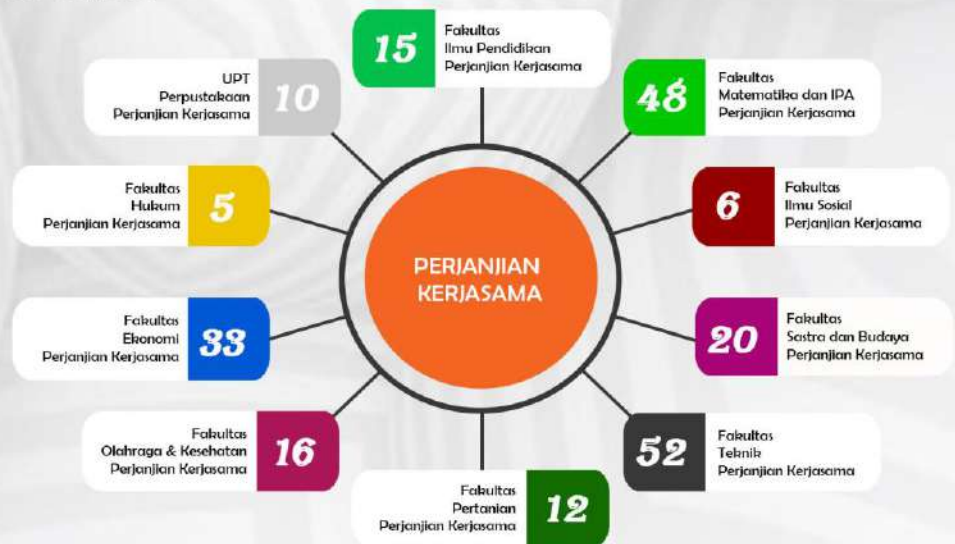 15
Fakultas
Ilmu Pendidikan
Perjanjian Kerjasama
48
Fakultas
Matematika dan IPA
Perjanjian Kerjasama
6
Fakultas
Ilmu Sosial
Perjanjian Kerjasama
20
Fakultas
Sastra dan Budaya
Perjanjian Kerjasama
52
Fakultas
Teknik
Perjanjian Kerjasama
Fakultas
Pertanian
Perjanjian Kerjasama
12
Fakultas
Olahraga & Kesehatan
Perjanjian Kerjasama
16
Fakultas
Ekonomi
Perjanjian Kerjasama
33
Fakultas
Hukum
Perjanjian Kerjasama
5
UPT
Perpustakaan
Perjanjian Kerjasama
10
PERJANJIAN
KERJASAMA